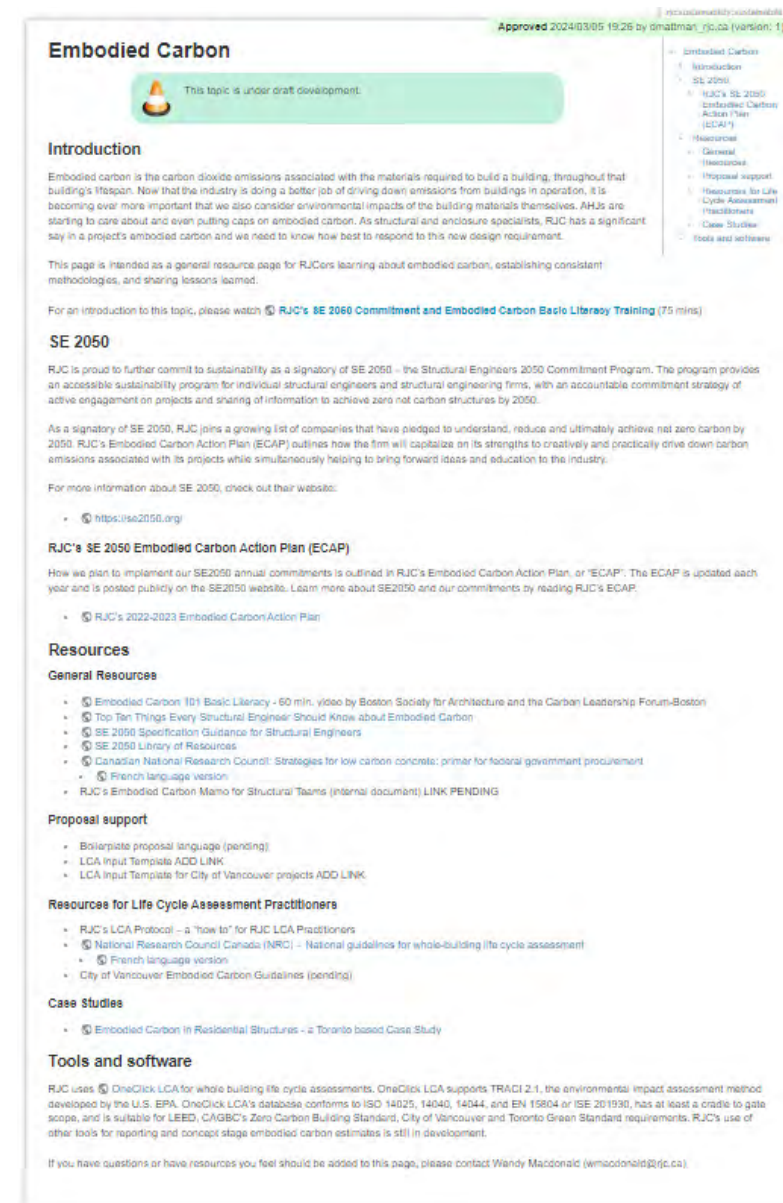 Approved 2024/03/05 19:26 by dmattman_rjc.ca (version: 1)
Embodied Carbon
This topic is under draft development.
Embodied Carbon
Introduction
SE 2050
RJC's SE 2050
Embodied Carbon
Action Plan
(ECAP)
Resources
General
Resources
Proposal support
Resources for Life
Cycle Assessment
Practitioners
Case Studies
Tools and software
Introduction
Embodied carbon is the carbon dioxide emissions associated with the materials required to build a building, throughout that
building's lifespan. Now that the industry is doing a better job of driving down emissions from buildings in operation, it is
becoming ever more important that we also consider environmental impacts of the building materials themselves. AHJs are
starting to care about and even putting caps on embodied carbon. As structural and enclosure specialists, RJC has a significant
say in a project's embodied carbon and we need to know how best to respond to this new design requirement.
This page is intended as a general resource page for RJCers learning about embodied carbon, establishing consistent
methodologies, and sharing lessons learned.
For an introduction to this topic, please watch RJC's SE 2050 Commitment and Embodied Carbon Basic Literacy Training (75 mins)
SE 2050
RJC is proud to further commit to sustainability as a signatory of SE 2050 – the Structural Engineers 2050 Commitment Program. The program provides
an accessible sustainability program for individual structural engineers and structural engineering firms, with an accountable commitment strategy of
active engagement on projects and sharing of information to achieve zero net carbon structures by 2050.
As a signatory of SE 2050, RJC joins a growing list of companies that have pledged to understand, reduce and ultimately achieve net zero carbon by
2050. RJC's Embodied Carbon Action Plan (ECAP) outlines how the firm will capitalize on its strengths to creatively and practically drive down carbon
emissions associated with its projects while simultaneously helping to bring forward ideas and education to the industry.
For more information about SE 2050, check out their website:
https://se2050.org/
RJC's SE 2050 Embodied Carbon Action Plan (ECAP)
How we plan to implement our SE2050 annual commitments is outlined in RJC's Embodied Carbon Action Plan, or "ECAP". The ECAP is updated each
year and is posted publicly on the SE2050 website. Learn more about SE2050 and our commitments by reading RJC's ECAP.
RJC's 2022-2023 Embodied Carbon Action Plan
Resources
General Resources
Embodied Carbon 101 Basic Literacy - 60 min. video by Boston Society for Architecture and the Carbon Leadership Forum-Boston
Top Ten Things Every Structural Engineer Should Know about Embodied Carbon
SE 2050 Specification Guidance for Structural Engineers
SE 2050 Library of Resources
Canadian National Research Council: Strategies for low carbon concrete: primer for federal government procurement
French language version
RJC's Embodied Carbon Memo for Structural Teams (internal document) LINK PENDING
Proposal support
Boilerplate proposal language (pending)
LCA Input Template ADD LINK
LCA Input Template for City of Vancouver projects ADD LINK
Resources for Life Cycle Assessment Practitioners
RJC's LCA Protocol – a "how to" for RJC LCA Practitioners
National Research Council Canada (NRC) – National guidelines for whole-building life cycle assessment
French language version
City of Vancouver Embodied Carbon Guidelines (pending)
Case Studies
Embodied Carbon in Residential Structures - a Toronto based Case Study
Tools and software
RJC uses OneClick LCA for whole building life cycle assessments. OneClick LCA supports TRACI 2.1, the environmental impact assessment method
developed by the U.S. EPA. OneClick LCA's database conforms to ISO 14025, 14040, 14044, and EN 15804 or ISE 201930, has at least a cradle to gate
scope, and is suitable for LEED, CAGBC's Zero Carbon Building Standard, City of Vancouver and Toronto Green Standard requirements. RJC's use of
other tools for reporting and concept stage embodied carbon estimates is still in development.
If you have questions or have resources you feel should be added to this page, please contact Wendy Macdonald (wmacdonald@rjc.ca)